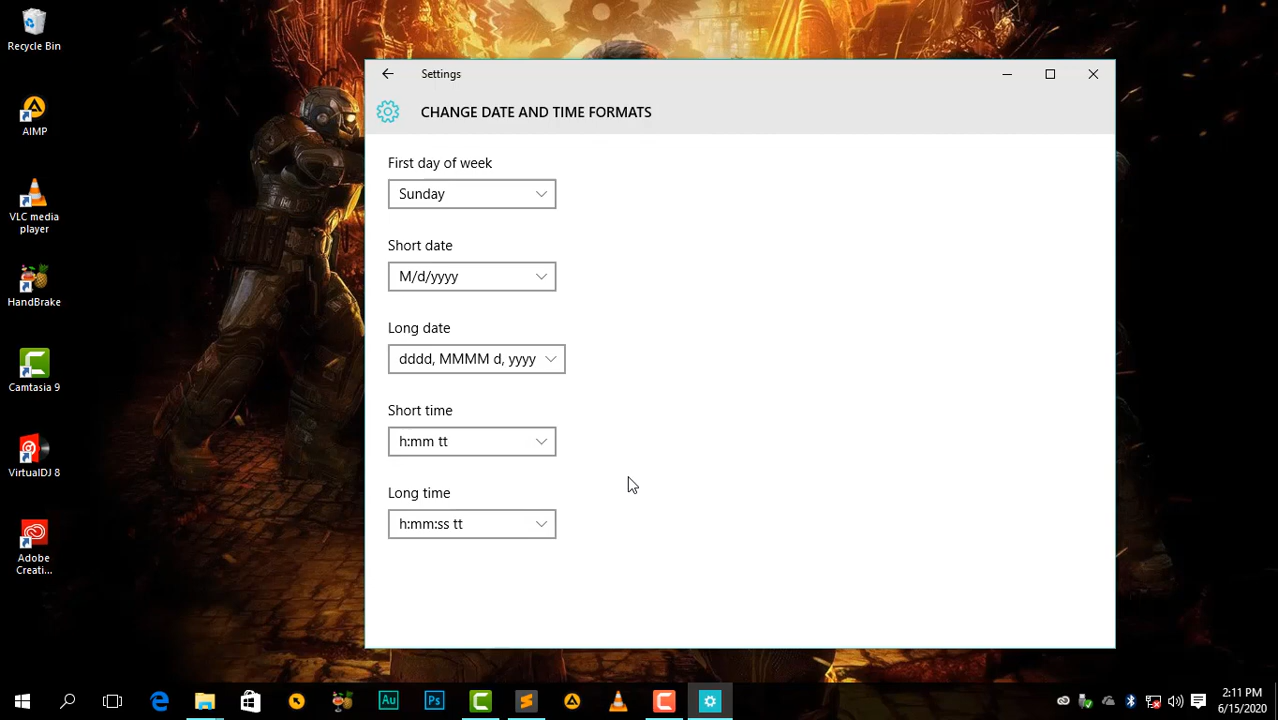 Recycle Bin
AIMP
VLC media
player
HandBrake
Camtasia 9
VirtualDJ 8
Adobe
Creati...
Settings
CHANGE DATE AND TIME FORMATS
First day of week
Sunday
Short date
M/d/yyyy
Long date
dddd, MMMM d, yyyy
Short time
h:mm tt
Long time
h:mm:ss tt
Au
Ps
2:11 PM
6/15/2020